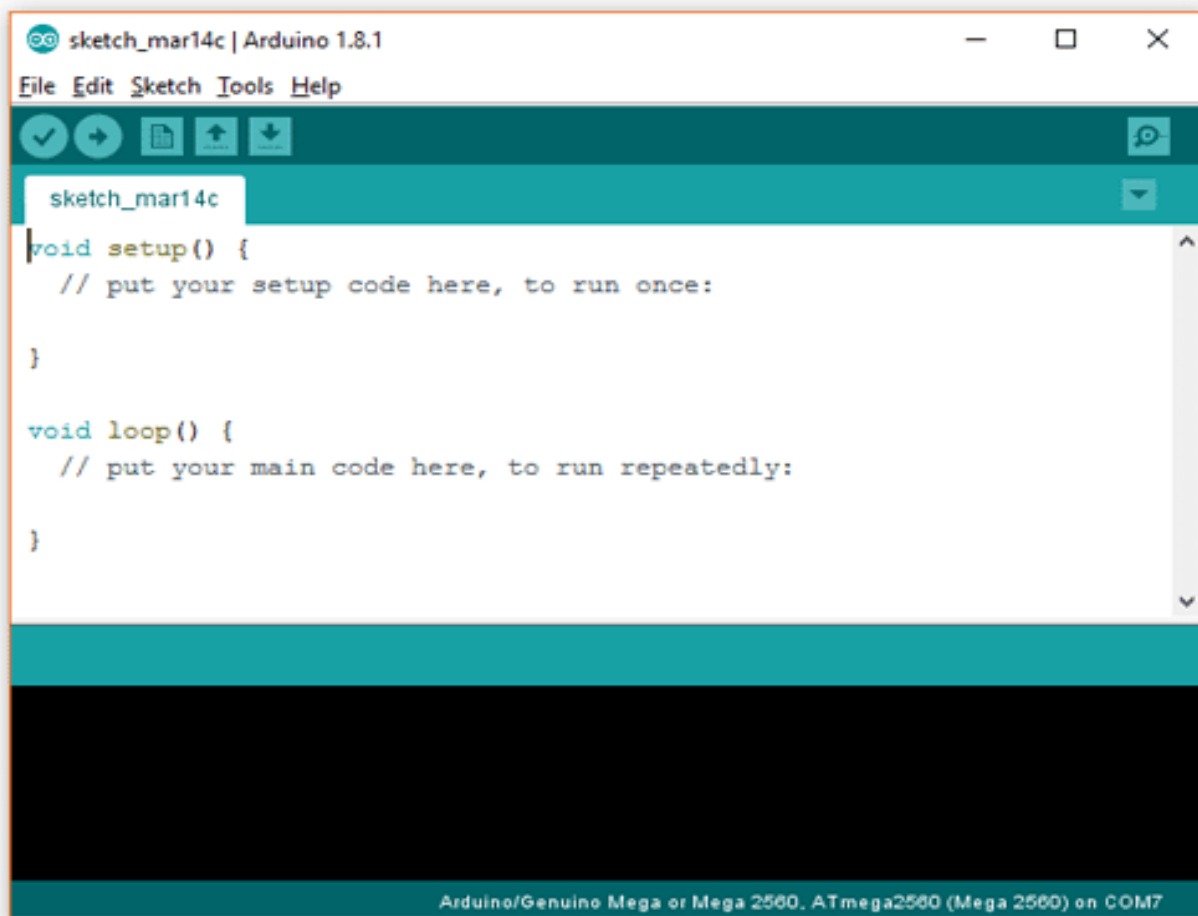 sketch_mar14c | Arduino 1.8.1
File Edit Sketch Tools Help
sketch_mar14c
void setup() {
  // put your setup code here, to run once:
}
void loop() {
  // put your main code here, to run repeatedly:
}
Arduino/Genuino Mega or Mega 2560, ATmega2560 (Mega 2560) on COM7